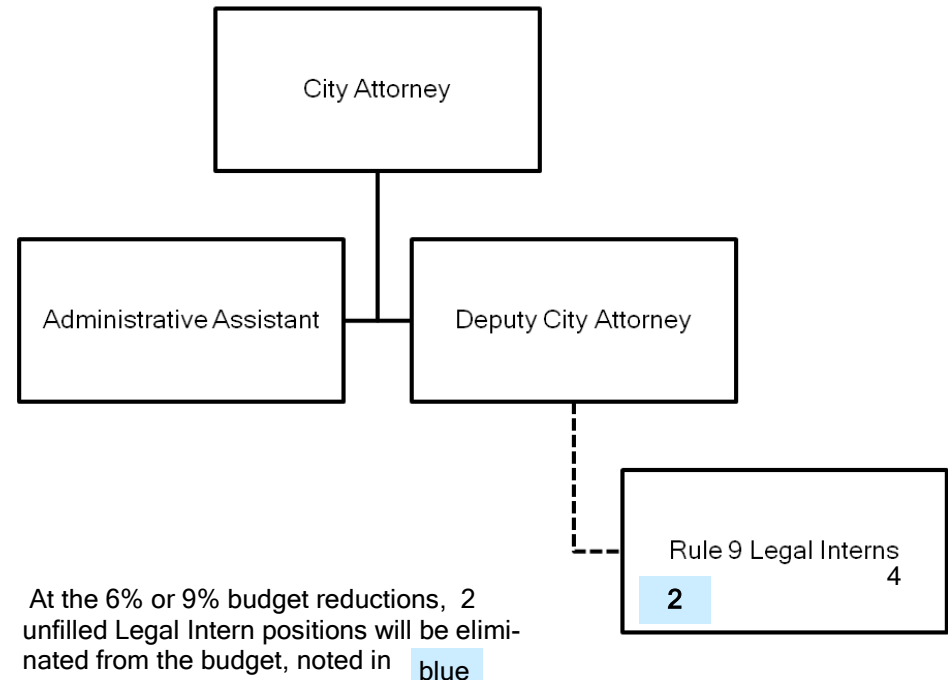 City Attorney
Administrative Assistant
Deputy City Attorney
Rule 9 Legal Interns
4
2
At the 6% or 9% budget reductions, 2
unfilled Legal Intern positions will be elimi-
nated from the budget, noted in blue